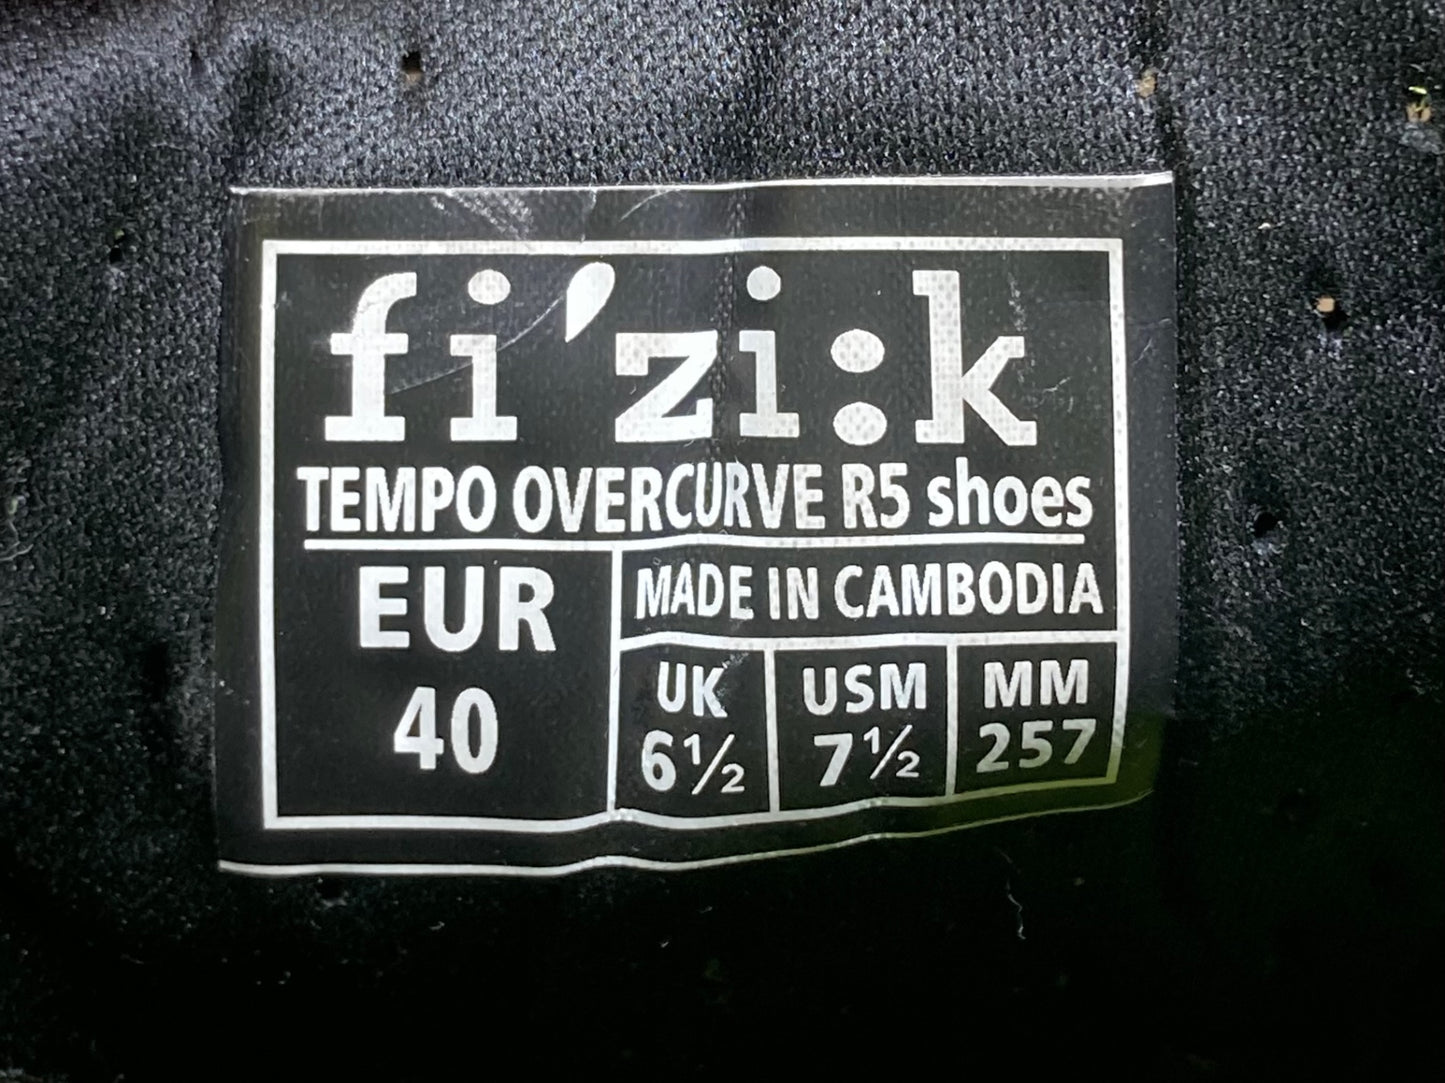 fi'zi:k
TEMPO OVERCURVE R5 shoes
EUR
40
MADE IN CAMBODIA
UK
6½
USM
7½
MM
257